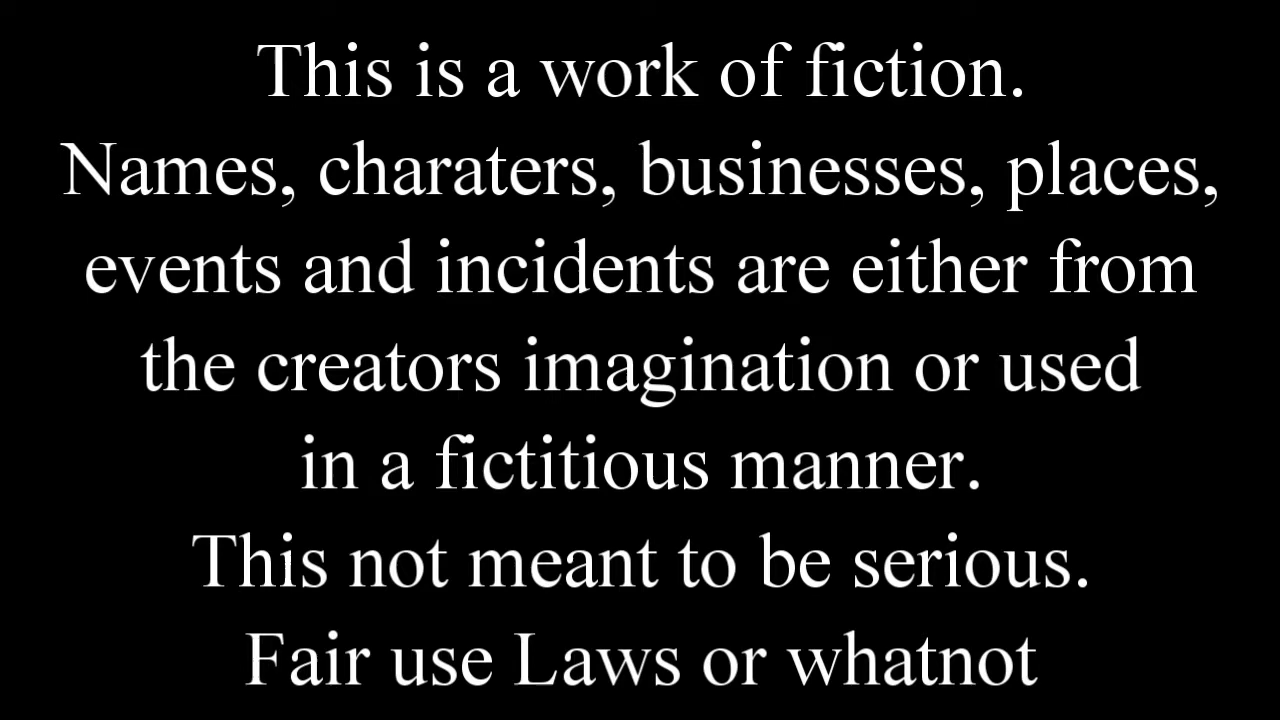 This is a work of fiction.
Names, charaters, businesses, places,
events and incidents are either from
the creators imagination or used
in a fictitious manner.
This not meant to be serious.
Fair use Laws or whatnot